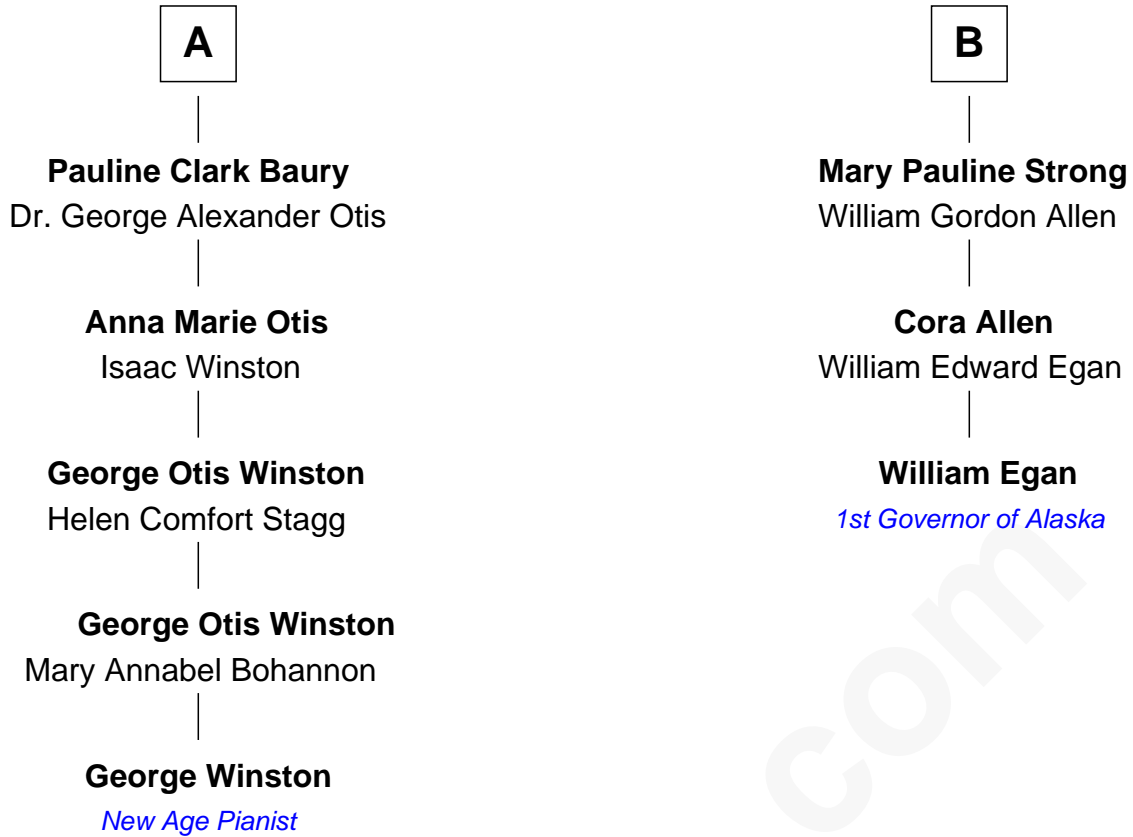 A
Pauline Clark Baury
Dr. George Alexander Otis
Anna Marie Otis
Isaac Winston
George Otis Winston
Helen Comfort Stagg
George Otis Winston
Mary Annabel Bohannon
George Winston
New Age Pianist
B
Mary Pauline Strong
William Gordon Allen
Cora Allen
William Edward Egan
William Egan
1st Governor of Alaska
com